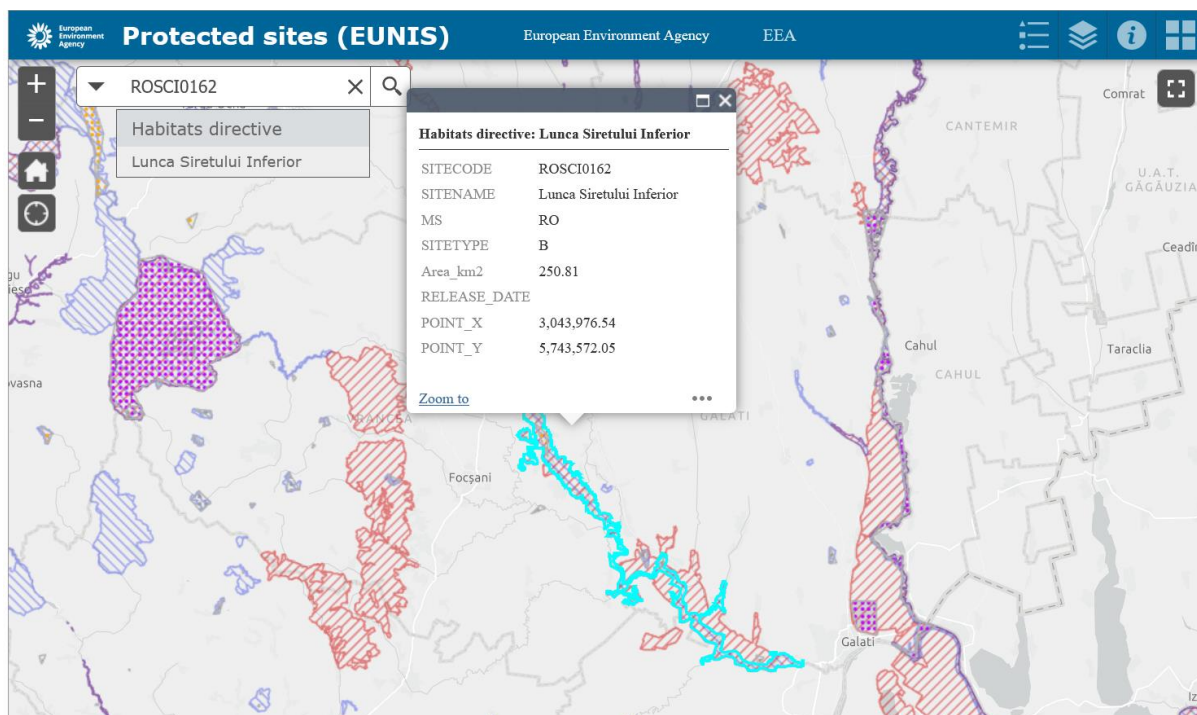 European
Environment
Agency
Protected sites (EUNIS)
European Environment Agency
EEA
+
−
ROSCI0162
Habitats directive
Lunca Siretului Inferior
Habitats directive: Lunca Siretului Inferior
SITECODE ROSCI0162
SITENAME Lunca Siretului Inferior
MS RO
SITETYPE B
Area_km2 250.81
RELEASE_DATE
POINT_X 3,043,976.54
POINT_Y 5,743,572.05
Zoom to
Comrat
CANTEMIR
U.A.T.
GĂGĂUZIA
Cahul
CAHUL
Taraclia
VRANCEA
GALATI
Focșani
Galati